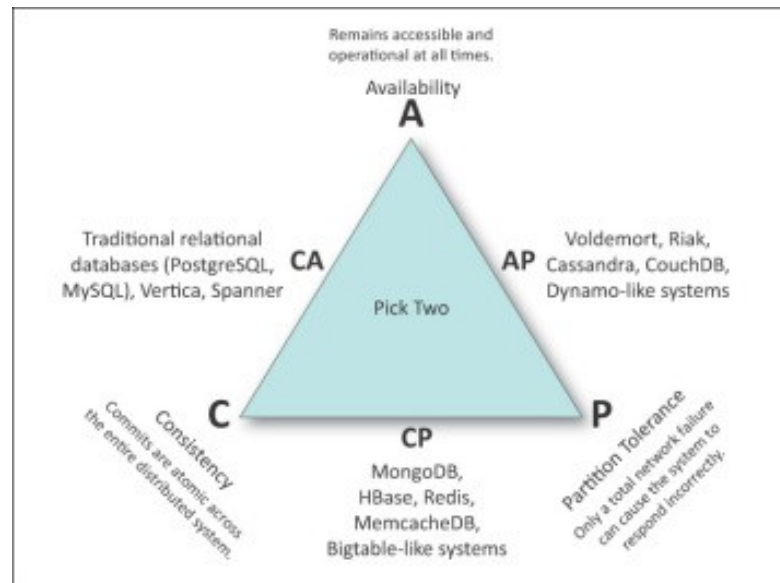 Remains accessible and
operational at all times.
Availability
A
Traditional relational
databases (PostgreSQL,
MySQL), Vertica, Spanner
CA
AP
Voldemort, Riak,
Cassandra, CouchDB,
Dynamo-like systems
Pick Two
C
Consistency
Commits are atomic across
the entire distributed system.
CP
MongoDB,
HBase, Redis,
MemcacheDB,
Bigtable-like systems
P
Partition Tolerance
Only a total network failure
can cause the system to
respond incorrectly.